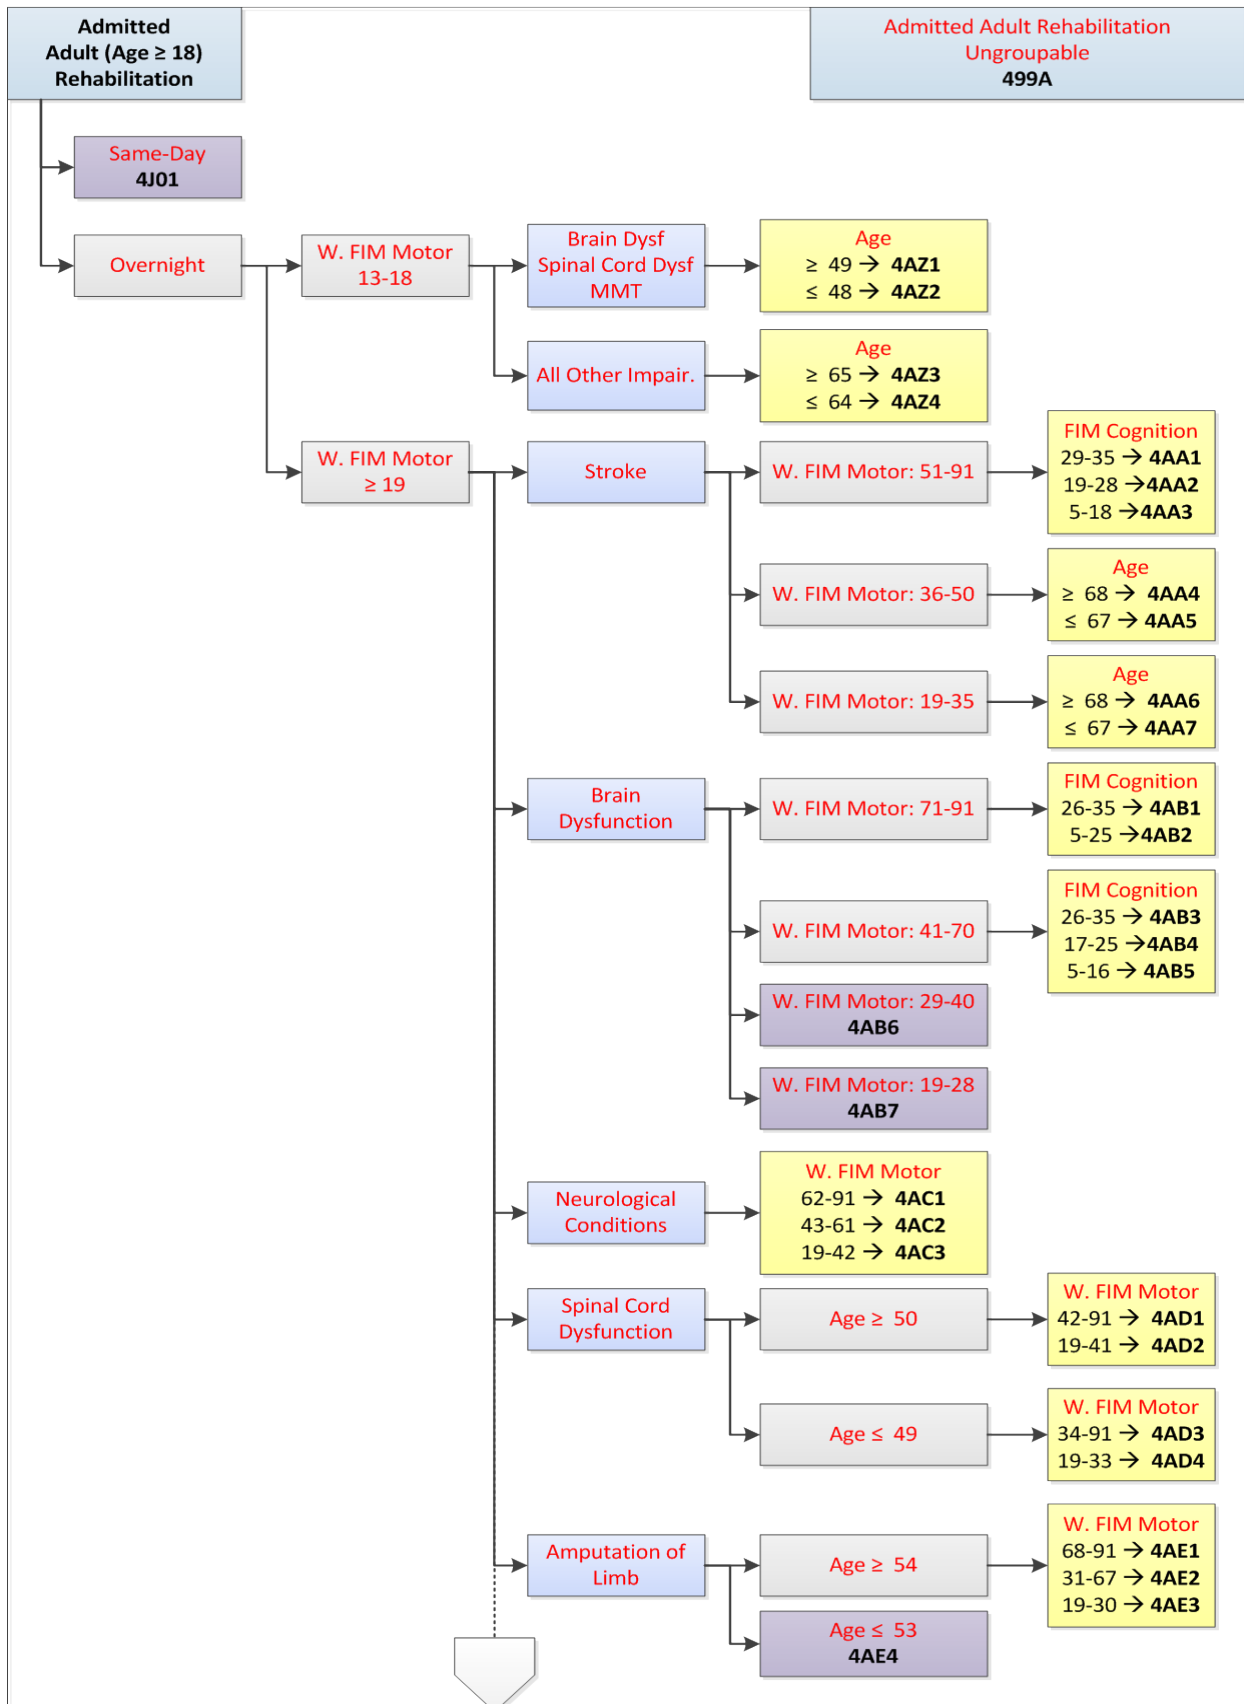 Admitted
Adult (Age ≥ 18)
Rehabilitation
Admitted Adult Rehabilitation
Ungroupable
499A
Same-Day
4J01
Overnight
W. FIM Motor
13-18
Brain Dysf
Spinal Cord Dysf
MMT
Age
≥ 49 → 4AZ1
≤ 48 → 4AZ2
All Other Impair.
Age
≥ 65 → 4AZ3
≤ 64 → 4AZ4
W. FIM Motor
≥ 19
Stroke
W. FIM Motor: 51-91
FIM Cognition
29-35 → 4AA1
19-28 →4AA2
5-18 →4AA3
W. FIM Motor: 36-50
Age
≥ 68 → 4AA4
≤ 67 → 4AA5
W. FIM Motor: 19-35
Age
≥ 68 → 4AA6
≤ 67 → 4AA7
Brain
Dysfunction
W. FIM Motor: 71-91
FIM Cognition
26-35 → 4AB1
5-25 →4AB2
W. FIM Motor: 41-70
FIM Cognition
26-35 → 4AB3
17-25 →4AB4
5-16 → 4AB5
W. FIM Motor: 29-40
4AB6
W. FIM Motor: 19-28
4AB7
Neurological
Conditions
W. FIM Motor
62-91 → 4AC1
43-61 → 4AC2
19-42 → 4AC3
Spinal Cord
Dysfunction
Age ≥ 50
W. FIM Motor
42-91 → 4AD1
19-41 → 4AD2
Age ≤ 49
W. FIM Motor
34-91 → 4AD3
19-33 → 4AD4
Amputation of
Limb
Age ≥ 54
W. FIM Motor
68-91 → 4AE1
31-67 → 4AE2
19-30 → 4AE3
Age ≤ 53
4AE4